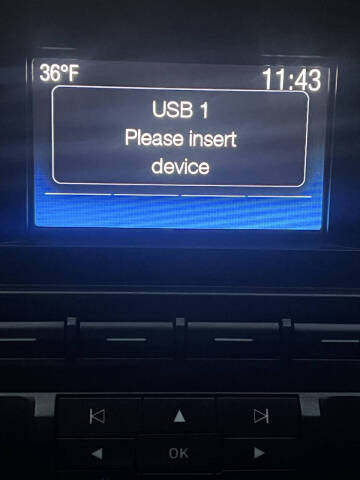 36°F 11:43
USB 1
Please insert
device
OK